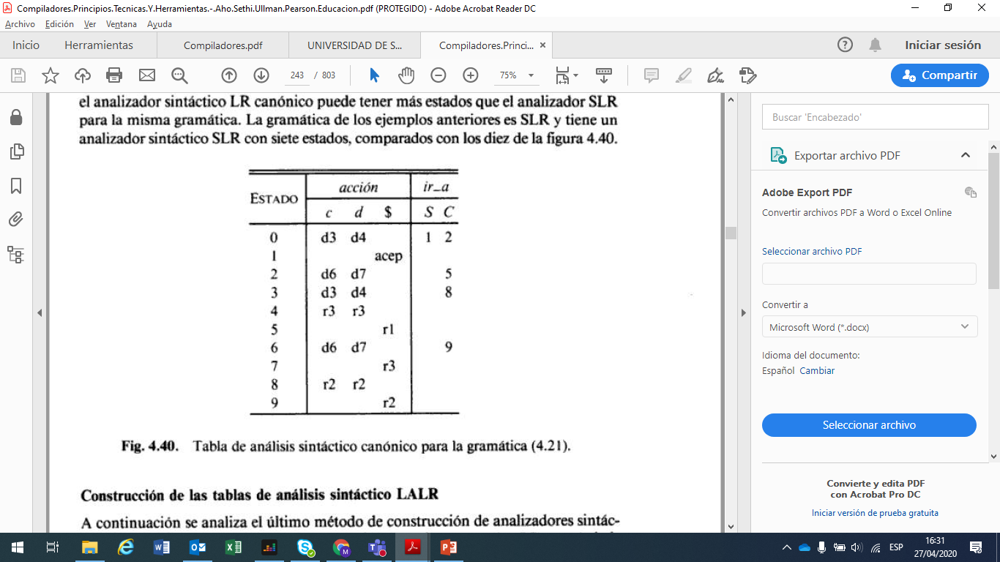 Compiladores.Principios.Tecnicas.Y.Herramientas.-.Aho.Sethi.Ullman.Pearson.Educacion.pdf (PROTEGIDO) - Adobe Acrobat Reader DC
Archivo Edición Ver Ventana Ayuda
Inicio Herramientas Compiladores.pdf UNIVERSIDAD DE S... Compiladores.Princi... Iniciar sesión
243 / 803 75% Compartir
el analizador sintáctico LR canónico puede tener más estados que el analizador SLR
para la misma gramática. La gramática de los ejemplos anteriores es SLR y tiene un
analizador sintáctico SLR con siete estados, comparados con los diez de la figura 4.40.
ESTADO acción ir_a
c d $ S C
0 d3 d4 1 2
1 acep
2 d6 d7 5
3 d3 d4 8
4 r3 r3
5 r1
6 d6 d7 9
7 r3
8 r2 r2
9 r2
Fig. 4.40. Tabla de análisis sintáctico canónico para la gramática (4.21).
Construcción de las tablas de análisis sintáctico LALR
A continuación se analiza el último método de construcción de analizadores sintác-
Buscar 'Encabezado'
Exportar archivo PDF
Adobe Export PDF
Convertir archivos PDF a Word o Excel Online
Seleccionar archivo PDF
Convertir a
Microsoft Word (*.docx)
Idioma del documento:
Español Cambiar
Seleccionar archivo
Convierte y edita PDF
con Acrobat Pro DC
Iniciar versión de prueba gratuita
ESP
16:31
27/04/2020